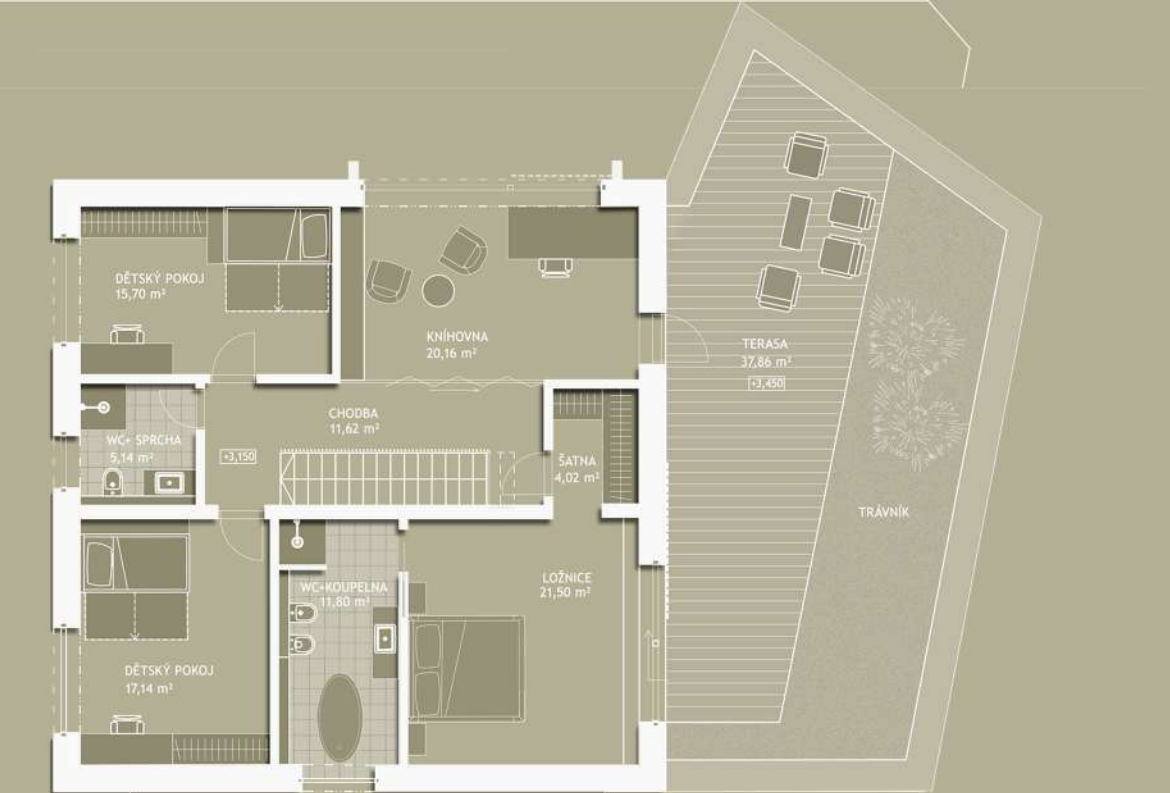 DĚTSKÝ POKOJ
15,70 m²
KNÍHOVNA
20,16 m²
TERASA
37,86 m²
+3,450
CHODBA
11,62 m²
WC+ SPRCHA
5,14 m²
+3,150
ŠATNA
4,02 m²
TRÁVNÍK
LOŽNICE
21,50 m²
WC+KOUPELNA
11,80 m²
DĚTSKÝ POKOJ
17,14 m²